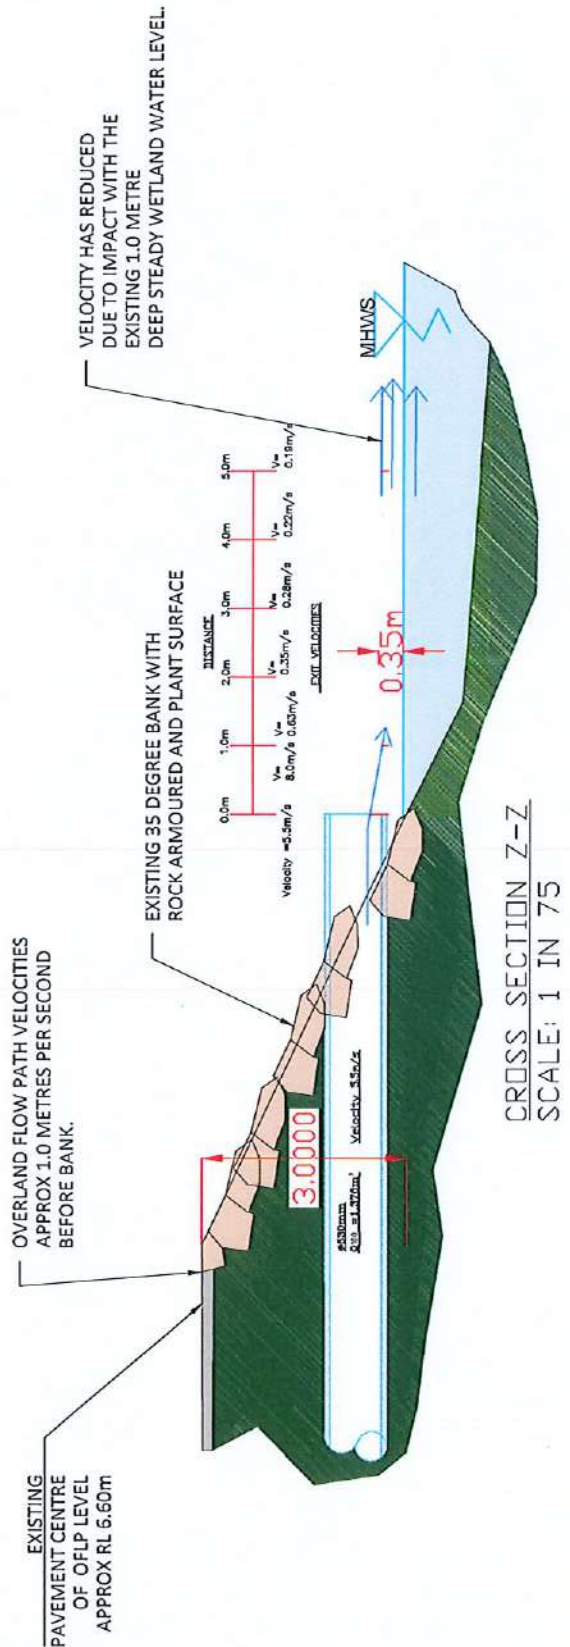 EXISTING
PAVEMENT CENTRE
OF OFLP LEVEL
APPROX RL 6.60m
OVERLAND FLOW PATH VELOCITIES
APPROX 1.0 METRES PER SECOND
BEFORE BANK.
EXISTING 35 DEGREE BANK WITH
ROCK ARMOURED AND PLANT SURFACE
VELOCITY HAS REDUCED
DUE TO IMPACT WITH THE
EXISTING 1.0 METRE
DEEP STEADY WETLAND WATER LEVEL.
DISTANCE
0.0m 1.0m 2.0m 3.0m 4.0m 5.0m
Velocity =5.5m/s
V=
8.0m/s
V=
0.63m/s
V=
0.35m/s
V=
0.28m/s
V=
0.22m/s
V=
0.19m/s
EXIT VELOCITIES
MHWS
0.35m
3.0000
Velocity 5.5m/s
CROSS SECTION Z-Z
SCALE: 1 IN 75